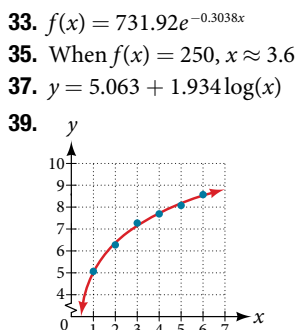 33. f(x) = 731.92e^−0.3038x
35. When f(x) = 250, x ≈ 3.6
37. y = 5.063 + 1.934 log(x)
39.
y
10
9
8
7
6
5
4
0 1 2 3 4 5 6 7 x